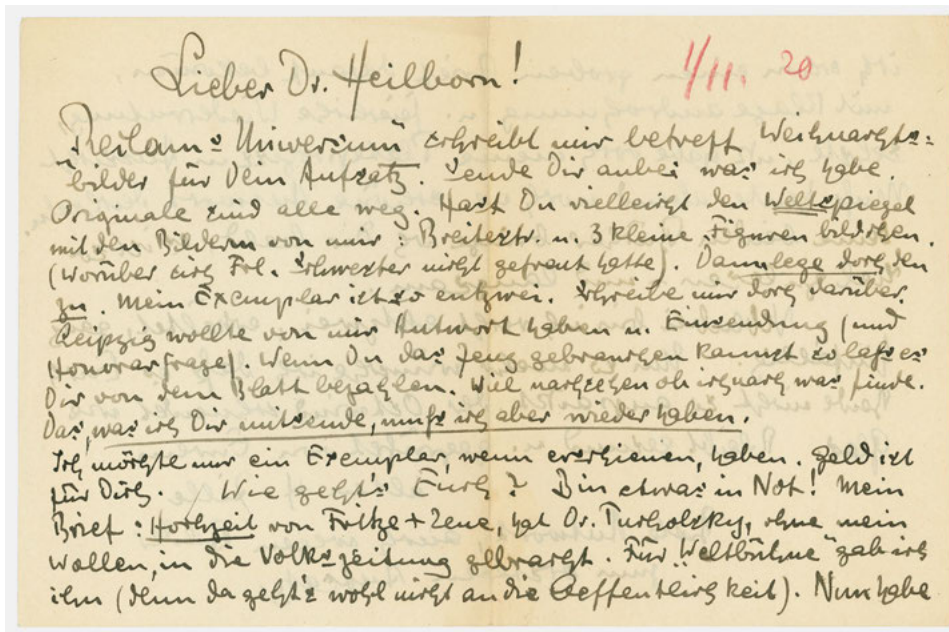 Lieber Dr. Heilborn!
1/11. 20
Reclams Universum schreibt mir betreff Weihnachts=
bilder für Dein Aufsatz. Sende Dir anbei was ich habe.
Originale sind alle weg. Hast Du vielleicht den Weltspiegel
mit den Bildern von mir: Breitestr. u. 3 kleine Figurenbildchen.
(worüber sich Frl. Schwester nicht gefreut hatte). Dann lege doch den
zu. Mein Exemplar ist so entzwei. Schreibe mir doch darüber.
Leipzig wollte von mir Antwort haben u. Einsendung (und
Honorarfrage). Wenn Du das Zeug gebrauchen kannst so lass es
Dir von dem Blatt bezahlen. Will nachsehen ob ich noch was finde.
Das, was ich Dir mitsende, muss ich aber wieder haben.
Ich möchte nur ein Exemplar, wenn erschienen, haben. Geld ist
für Dich. Wie geht's Euch? Bin etwas in Not! Mein
Brief: Hochzeit von Fritze + Lene, hat Dr. Tucholzky, ohne mein
Wollen, in die Volkszeitung gebracht. Für "Weltbühne" gab ich
ihn (denn da geht's wohl nicht an die Oeffentlichkeit). Nun habe